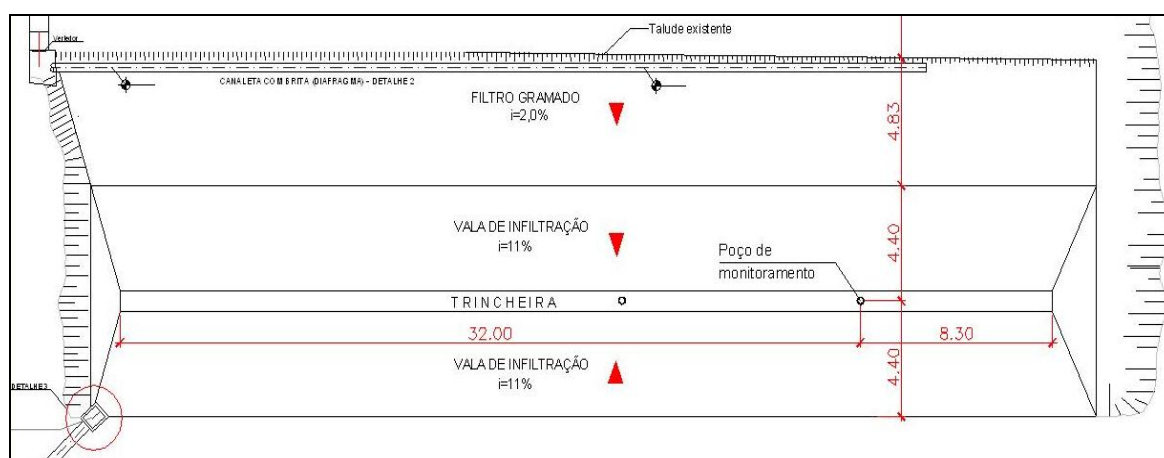 Talude existente
Vertedor
CANALETA COM BRITA (DIAFRAGMA) - DETALHE 2
FILTRO GRAMADO
i=2,0%
4.83
VALA DE INFILTRAÇÃO
i=11%
4.40
Poço de
monitoramento
TRINCHEIRA
32.00
8.30
VALA DE INFILTRAÇÃO
i=11%
4.40
DETALHE 3